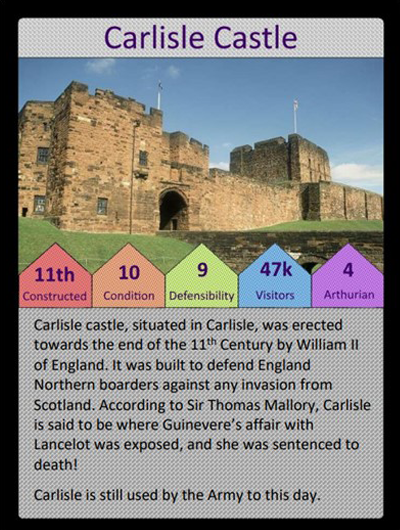 Carlisle Castle
11th 10 9 47k 4
Constructed Condition Defensibility Visitors Arthurian
Carlisle castle, situated in Carlisle, was erected
towards the end of the 11th Century by William II
of England. It was built to defend England
Northern boarders against any invasion from
Scotland. According to Sir Thomas Mallory, Carlisle
is said to be where Guinevere's affair with
Lancelot was exposed, and she was sentenced to
death!
Carlisle is still used by the Army to this day.